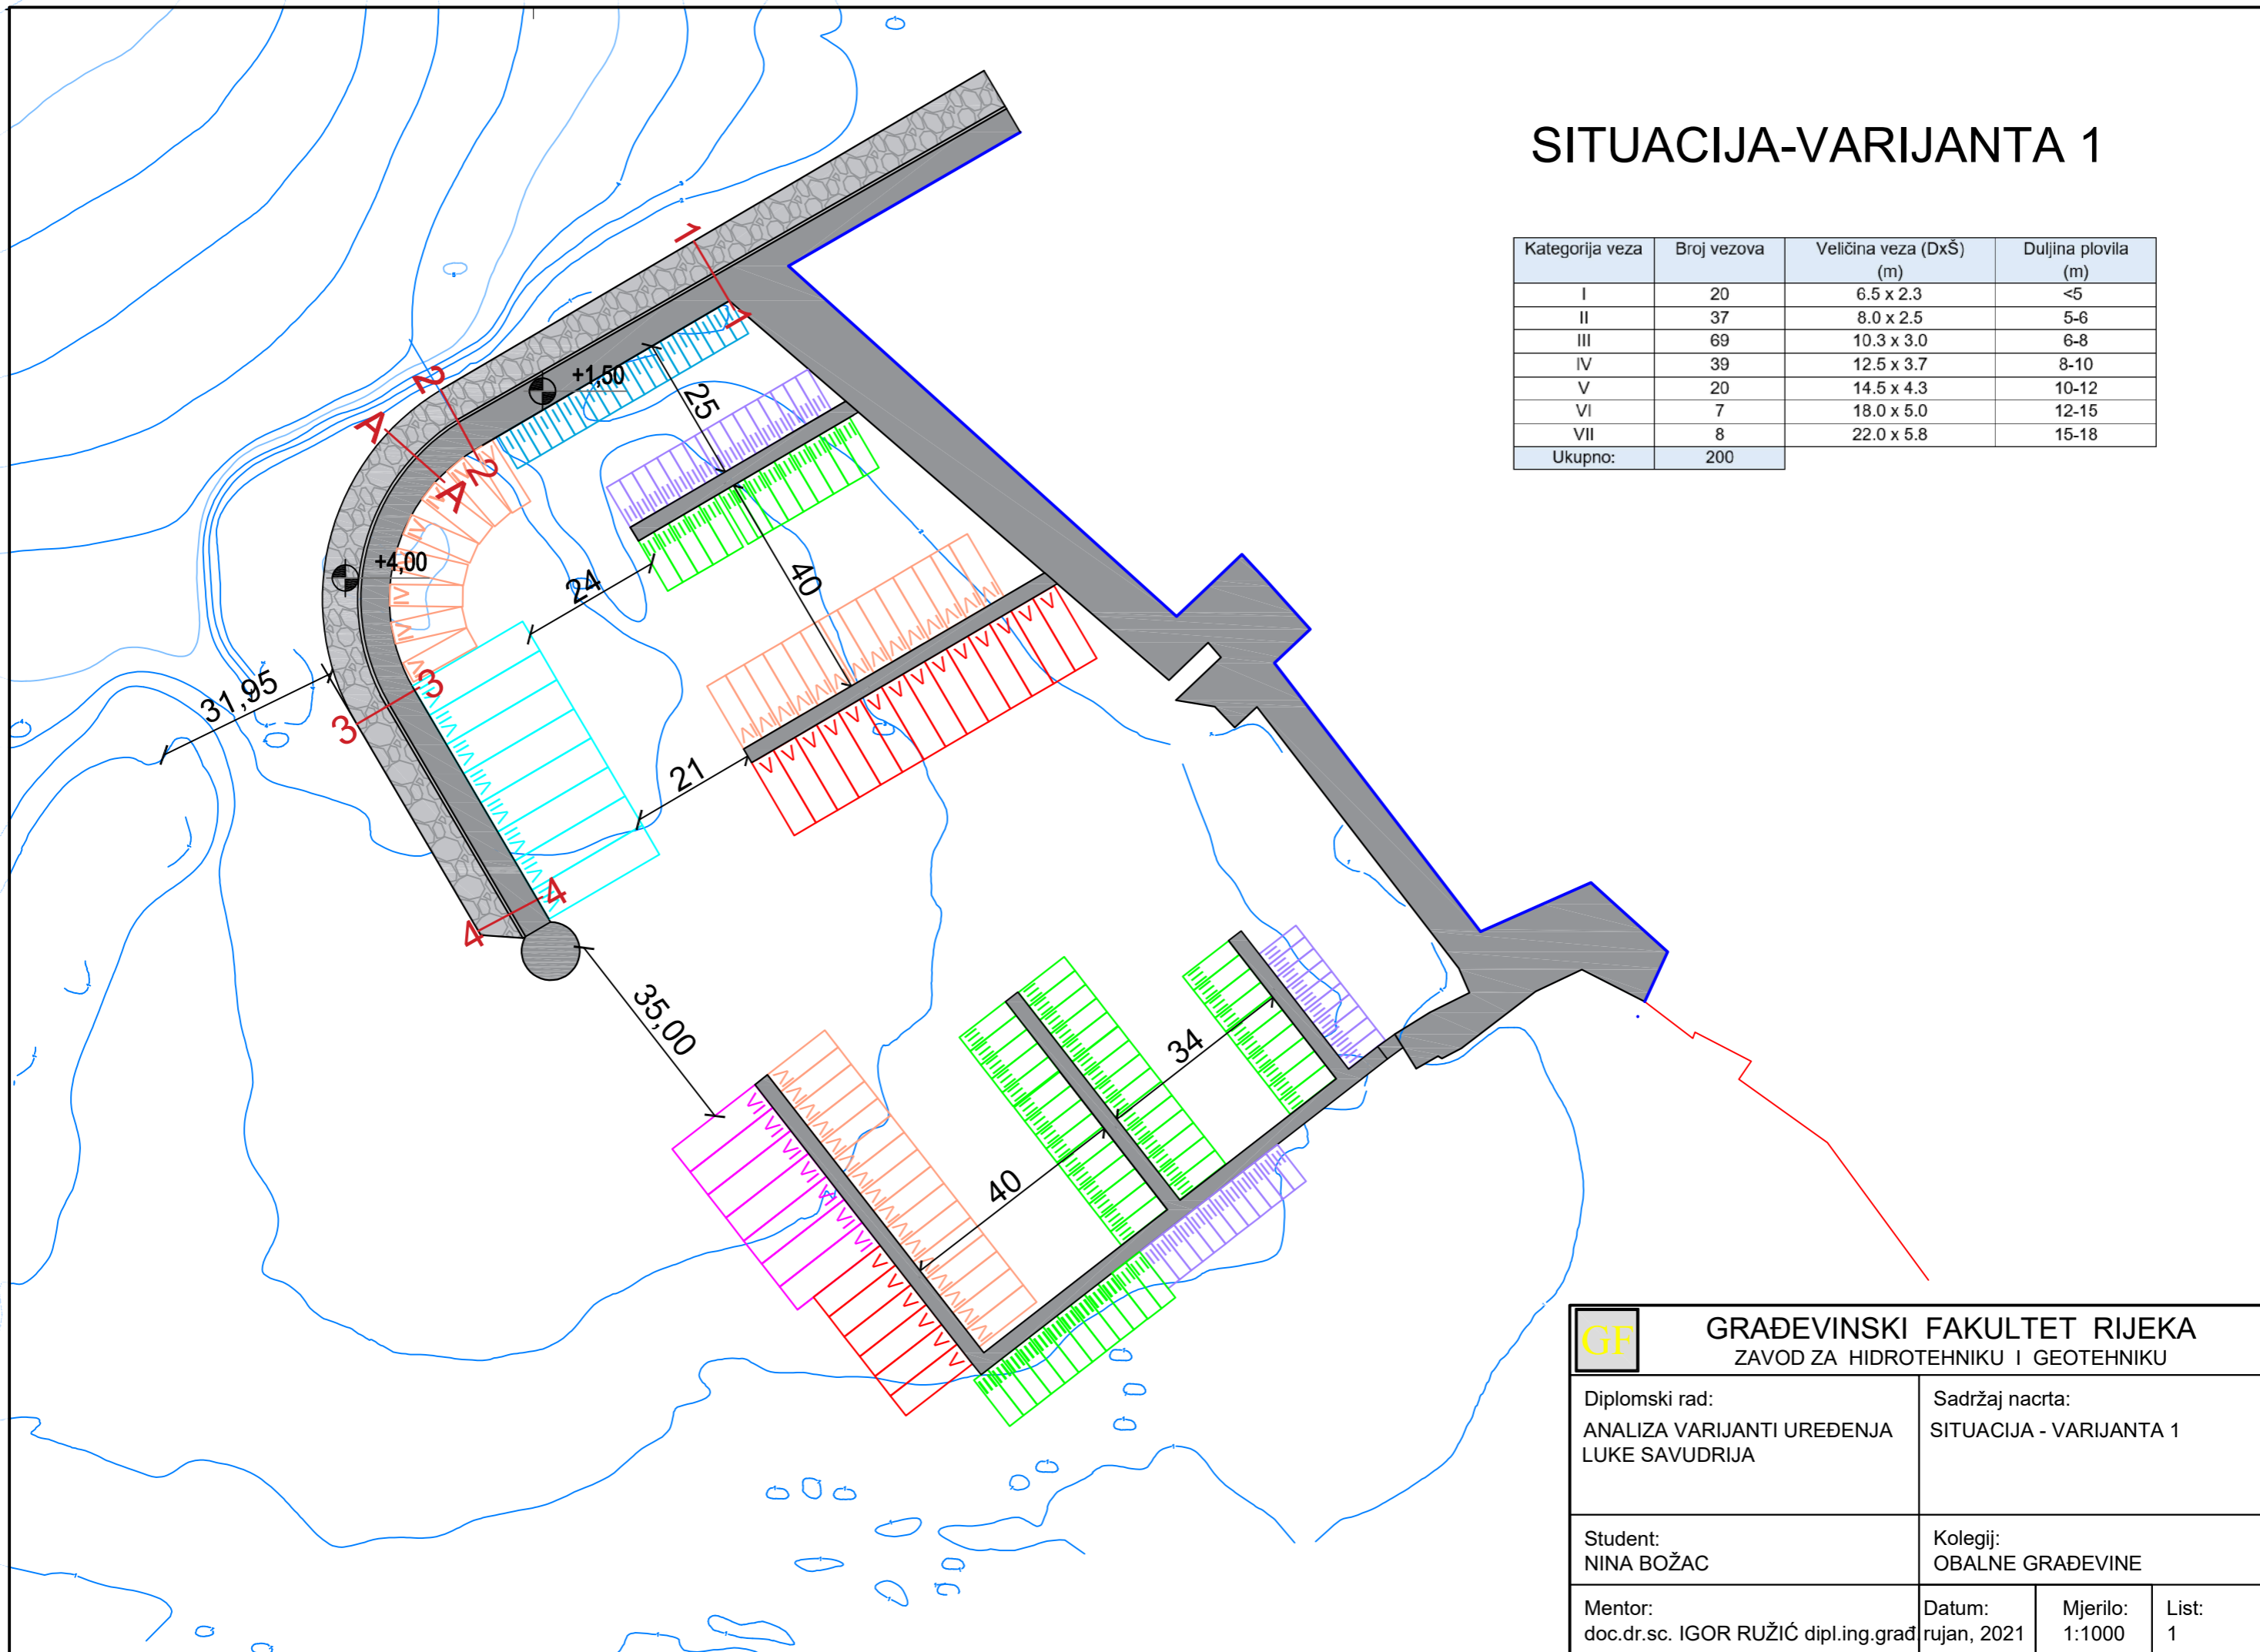 SITUACIJA-VARIJANTA 1
Kategorija veza Broj vezova Veličina veza (DxŠ) (m) Duljina plovila (m)
I 20 6.5 x 2.3 <5
II 37 8.0 x 2.5 5-6
III 69 10.3 x 3.0 6-8
IV 39 12.5 x 3.7 8-10
V 20 14.5 x 4.3 10-12
VI 7 18.0 x 5.0 12-15
VII 8 22.0 x 5.8 15-18
Ukupno: 200
1
1
2
2
A
A
+1,50
25
+4,00
24
40
31,95
3
3
21
4
4
35,00
34
40
GF
GRAĐEVINSKI FAKULTET RIJEKA
ZAVOD ZA HIDROTEHNIKU I GEOTEHNIKU
Diplomski rad:
ANALIZA VARIJANTI UREĐENJA
LUKE SAVUDRIJA
Sadržaj nacrta:
SITUACIJA - VARIJANTA 1
Student:
NINA BOŽAC
Kolegij:
OBALNE GRAĐEVINE
Mentor:
doc.dr.sc. IGOR RUŽIĆ dipl.ing.građ
Datum:
rujan, 2021
Mjerilo:
1:1000
List:
1